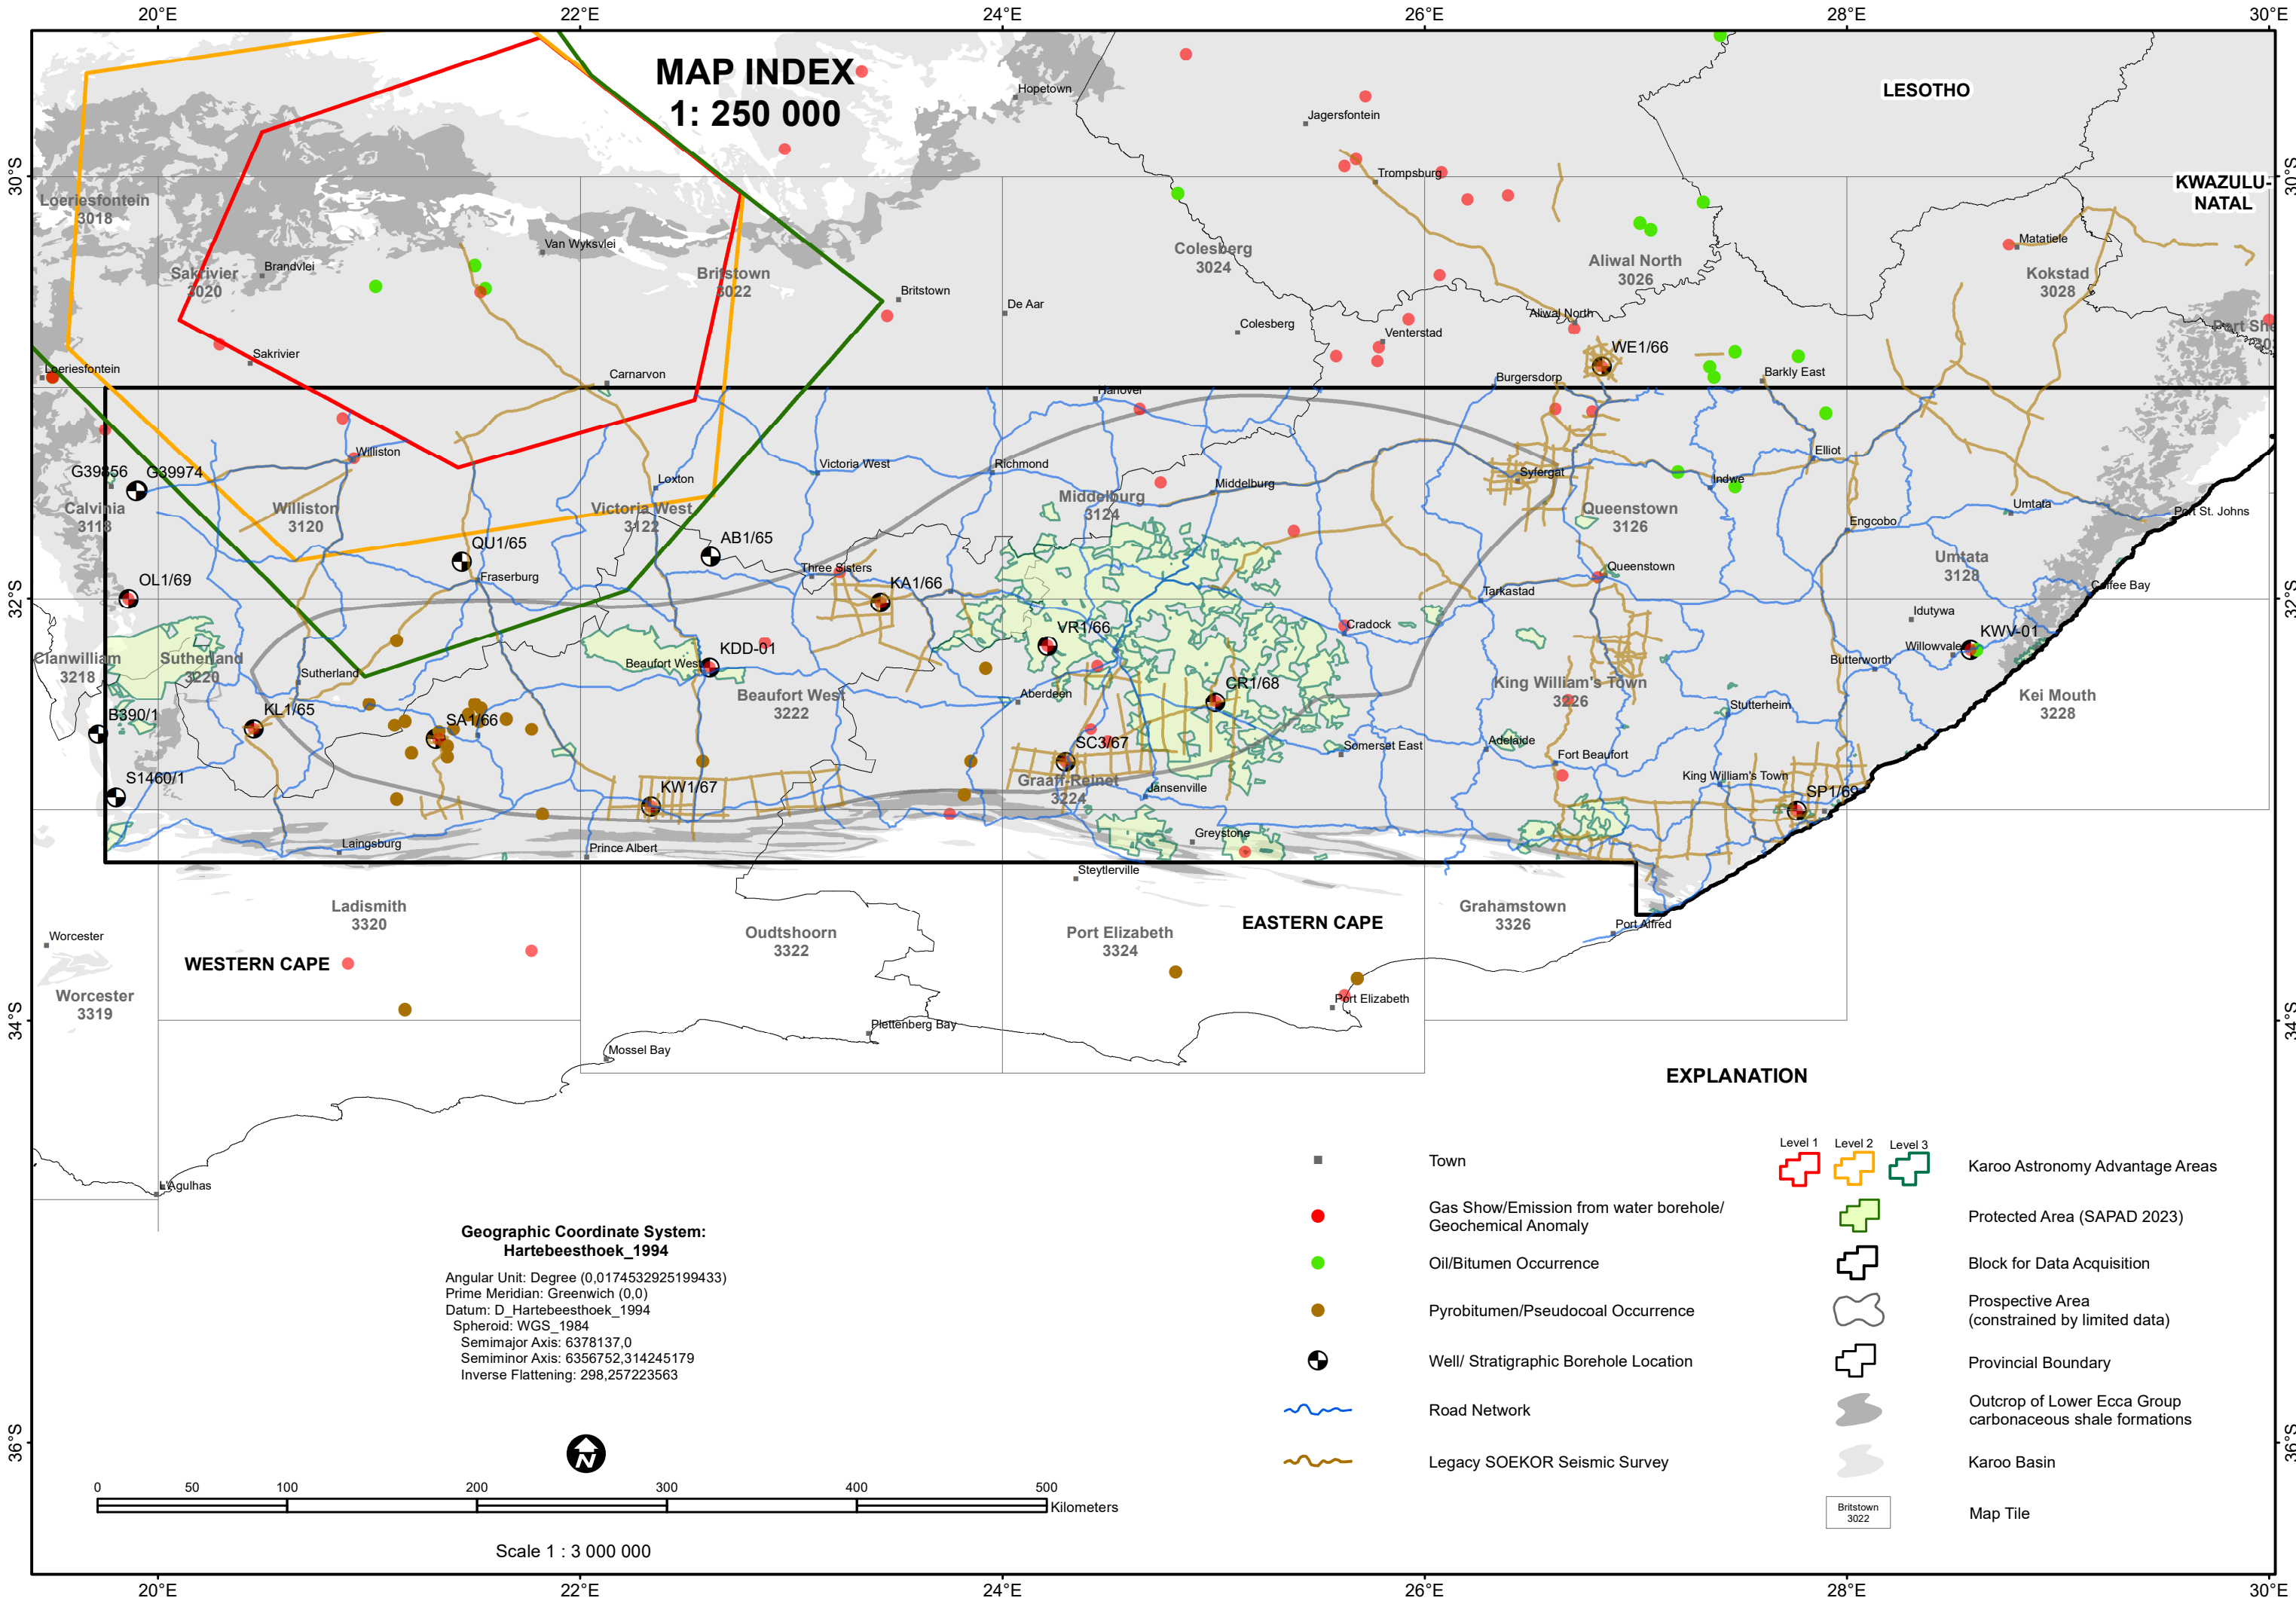 20°E
22°E
24°E
26°E
28°E
30°E
MAP INDEX
1: 250 000
LESOTHO
KWAZULU-
NATAL
30°S
30°S
Hopetown
Jagersfontein
Trompsburg
Loeriesfontein
3018
Van Wyksvlei
Brandvlei
Sakrivier
3020
Britstown
3022
Britstown
De Aar
Colesberg
3024
Colesberg
Aliwal North
3026
Aliwal North
Venterstad
Matatiele
Kokstad
3028
Port She
WE1/66
Sakrivier
Loeriesfontein
Carnarvon
Burgersdorp
Barkly East
Hanover
Williston
Victoria West
Richmond
Elliot
G39856
G39974
Calvinia
3118
Williston
3120
Loxton
Victoria West
3122
Middelburg
Middelburg
3124
Syfergat
Indwe
Queenstown
3126
Engcobo
Umtata
Port St. Johns
QU1/65
AB1/65
Umtata
3128
OL1/69
Fraserburg
Three Sisters
KA1/66
Queenstown
Coffee Bay
32°S
32°S
Tarkastad
Idutywa
VR1/66
Cradock
KWV-01
Willowvale
Butterworth
Clanwilliam
3218
Sutherland
3220
Sutherland
Beaufort West
KDD-01
Beaufort West
3222
Aberdeen
CR1/68
King William's Town
3226
Kei Mouth
3228
B390/1
KL1/65
SA1/66
Stutterheim
SC3/67
Somerset East
Adelaide
Fort Beaufort
S1460/1
KW1/67
Graaff-Reinet
3224
Jansenville
King William's Town
SP1/69
Laingsburg
Prince Albert
Greystone
Steytlerville
Ladismith
3320
Oudtshoorn
3322
Port Elizabeth
3324
EASTERN CAPE
Grahamstown
3326
Port Alfred
Worcester
WESTERN CAPE
Worcester
3319
Port Elizabeth
34°S
34°S
Plettenberg Bay
Mossel Bay
L'Agulhas
EXPLANATION
Town
Gas Show/Emission from water borehole/
Geochemical Anomaly
Oil/Bitumen Occurrence
Pyrobitumen/Pseudocoal Occurrence
Well/ Stratigraphic Borehole Location
Road Network
Legacy SOEKOR Seismic Survey
Level 1
Level 2
Level 3
Karoo Astronomy Advantage Areas
Protected Area (SAPAD 2023)
Block for Data Acquisition
Prospective Area
(constrained by limited data)
Provincial Boundary
Outcrop of Lower Ecca Group
carbonaceous shale formations
Karoo Basin
Britstown
3022
Map Tile
Geographic Coordinate System:
Hartebeesthoek_1994
Angular Unit: Degree (0,0174532925199433)
Prime Meridian: Greenwich (0,0)
Datum: D_Hartebeesthoek_1994
Spheroid: WGS_1984
Semimajor Axis: 6378137,0
Semiminor Axis: 6356752,314245179
Inverse Flattening: 298,257223563
36°S
36°S
N
0
50
100
200
300
400
500
Kilometers
Scale 1 : 3 000 000
20°E
22°E
24°E
26°E
28°E
30°E